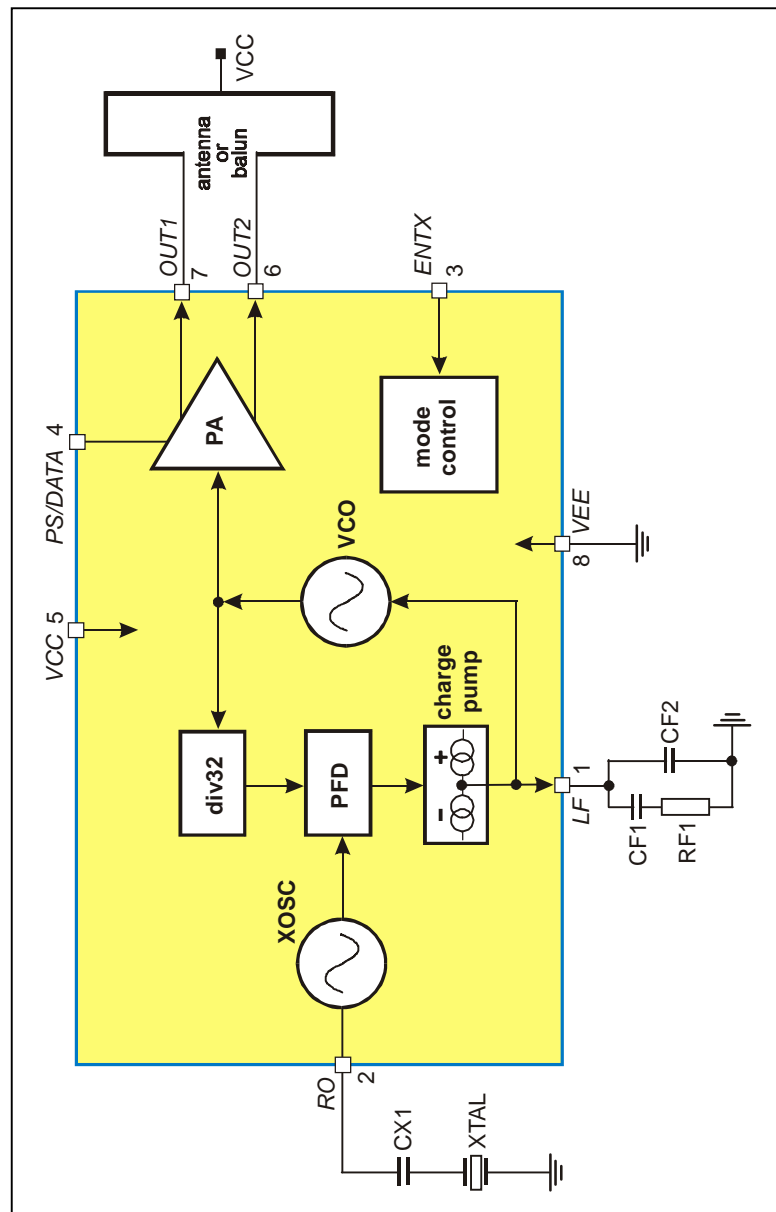 RO
2
CX1
XTAL
XOSC
VCC 5
div32
PFD
charge
pump
LF
1
CF1
RF1
CF2
VCO
PS/DATA 4
PA
mode
control
8
VEE
OUT1
7
OUT2
6
ENTX
3
antenna
or
balun
VCC